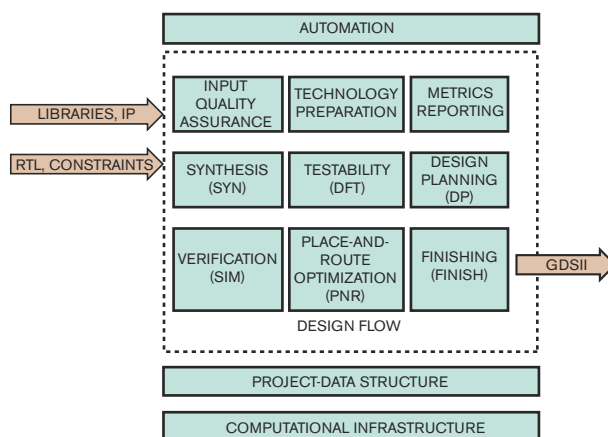 AUTOMATION
INPUT
QUALITY
ASSURANCE
TECHNOLOGY
PREPARATION
METRICS
REPORTING
LIBRARIES, IP
RTL, CONSTRAINTS
SYNTHESIS
(SYN)
TESTABILITY
(DFT)
DESIGN
PLANNING
(DP)
VERIFICATION
(SIM)
PLACE-AND-
ROUTE
OPTIMIZATION
(PNR)
FINISHING
(FINISH)
GDSII
DESIGN FLOW
PROJECT-DATA STRUCTURE
COMPUTATIONAL INFRASTRUCTURE